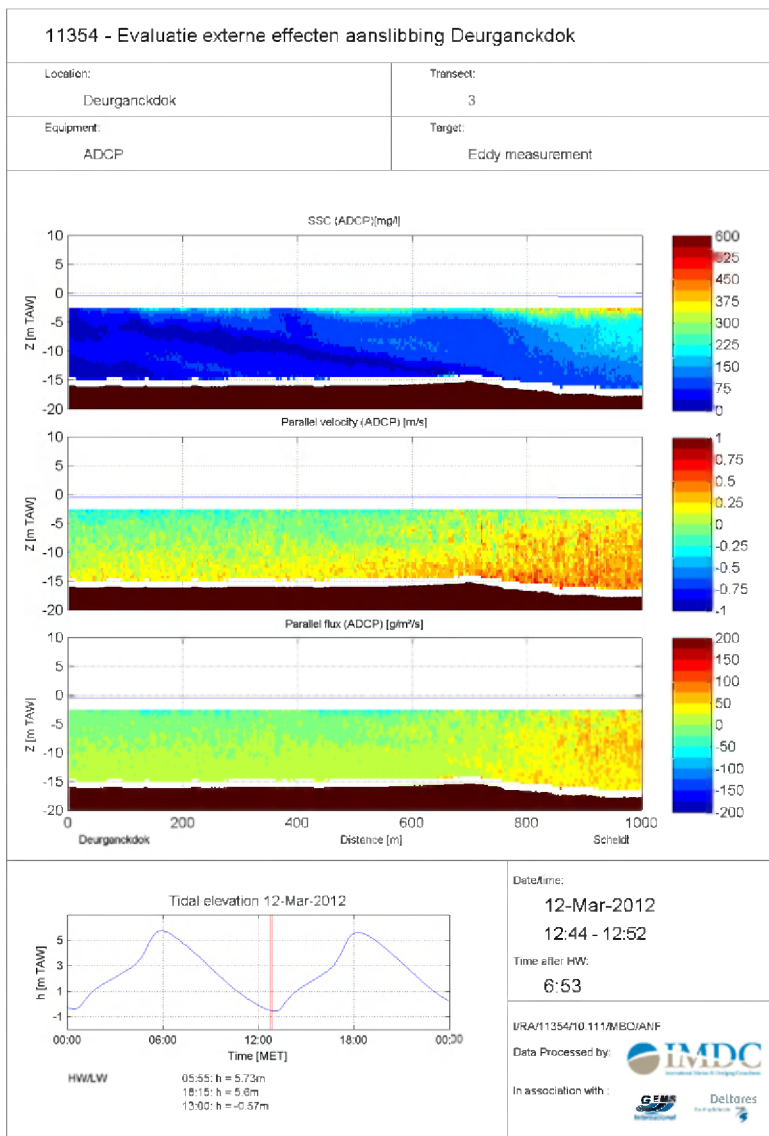 11354 - Evaluatie externe effecten aanslibbing Deurganckdok
Location:
Deurganckdok
Transect:
3
Equipment:
ADCP
Target:
Eddy measurement
SSC (ADCP)[mg/l]
10
5
0
-5
-10
-15
-20
Z [m TAW]
600
525
450
375
300
225
150
75
0
Parallel velocity (ADCP) [m/s]
10
5
0
-5
-10
-15
-20
Z [m TAW]
1
0.75
0.5
0.25
0
-0.25
-0.5
-0.75
-1
Parallel flux (ADCP) [g/m²/s]
10
5
0
-5
-10
-15
-20
Z [m TAW]
200
150
100
50
0
-50
-100
-150
-200
0 200 400 600 800 1000
Deurganckdok Distance [m] Scheldt
Tidal elevation 12-Mar-2012
h [m TAW]
5
3
1
-1
00:00 06:00 12:00 18:00 00:00
Time [MET]
HW/LW
05:55: h = 5.73m
18:15: h = 5.6m
13:00: h = -0.57m
Date/time:
12-Mar-2012
12:44 - 12:52
Time after HW:
6:53
I/RA/11354/10.111/MBO/ANF
Data Processed by:
IMDC
International Marine & Dredging Consultants
In association with :
GEMS
International
Deltares